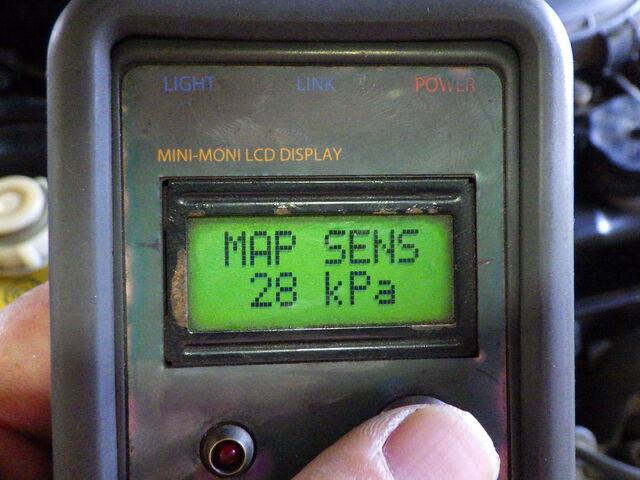 LIGHT LINK POWER
MINI-MONI LCD DISPLAY
MAP SENS
28 kPa